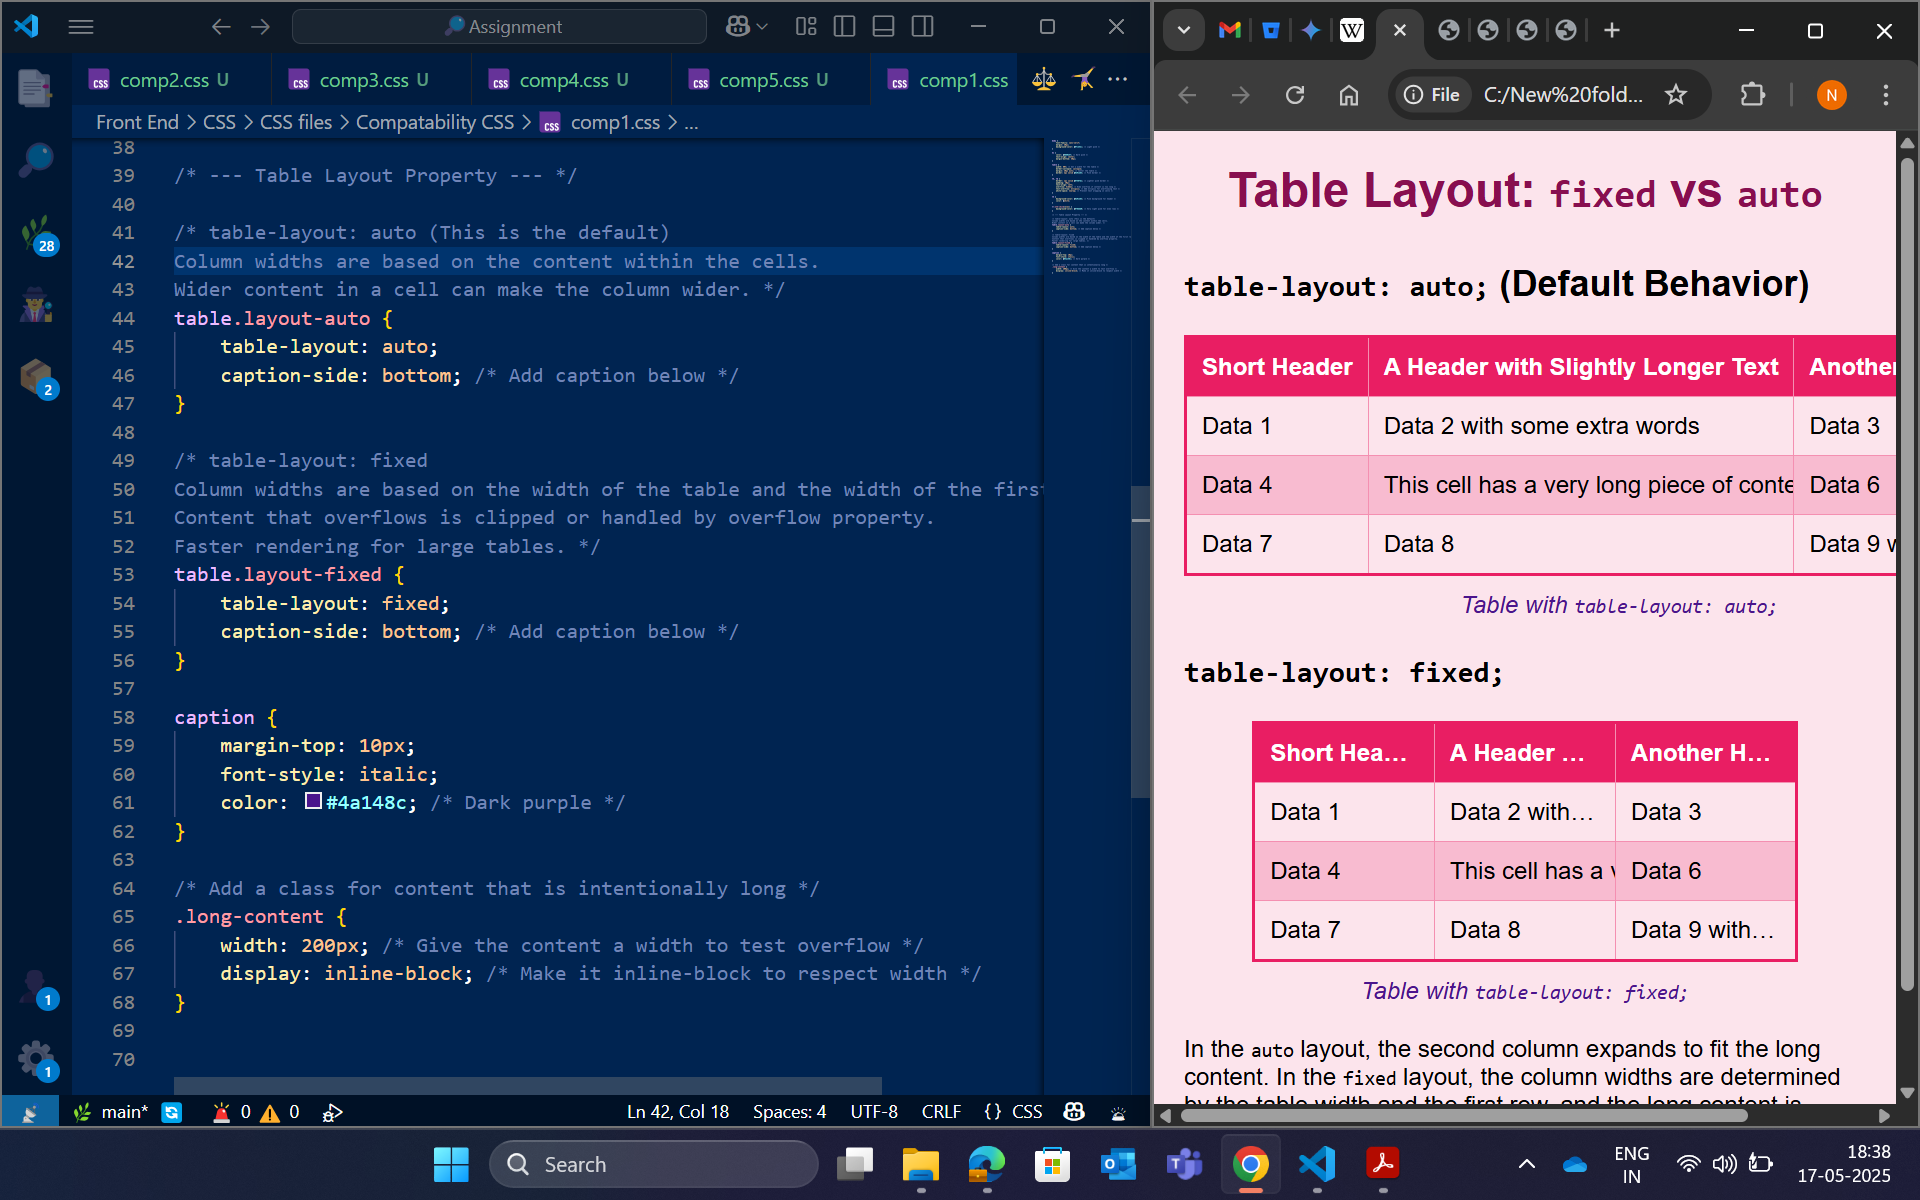 Assignment
comp2.css U
comp3.css U
comp4.css U
comp5.css U
comp1.css
Front End > CSS > CSS files > Compatability CSS > comp1.css > ...
38
39 /* --- Table Layout Property --- */
40
41 /* table-layout: auto (This is the default)
42 Column widths are based on the content within the cells.
43 Wider content in a cell can make the column wider. */
44 table.layout-auto {
45 table-layout: auto;
46 caption-side: bottom; /* Add caption below */
47 }
48
49 /* table-layout: fixed
50 Column widths are based on the width of the table and the width of the first
51 Content that overflows is clipped or handled by overflow property.
52 Faster rendering for large tables. */
53 table.layout-fixed {
54 table-layout: fixed;
55 caption-side: bottom; /* Add caption below */
56 }
57
58 caption {
59 margin-top: 10px;
60 font-style: italic;
61 color: #4a148c; /* Dark purple */
62 }
63
64 /* Add a class for content that is intentionally long */
65 .long-content {
66 width: 200px; /* Give the content a width to test overflow */
67 display: inline-block; /* Make it inline-block to respect width */
68 }
69
70
28
2
1
1
main* 0 0 Ln 42, Col 18 Spaces: 4 UTF-8 CRLF {} CSS
W
File C:/New%20fold... N
Table Layout: fixed vs auto
table-layout: auto; (Default Behavior)
Short Header A Header with Slightly Longer Text Another
Data 1 Data 2 with some extra words Data 3
Data 4 This cell has a very long piece of conte Data 6
Data 7 Data 8 Data 9 w
Table with table-layout: auto;
table-layout: fixed;
Short Hea... A Header ... Another H...
Data 1 Data 2 with... Data 3
Data 4 This cell has a v Data 6
Data 7 Data 8 Data 9 with...
Table with table-layout: fixed;
In the auto layout, the second column expands to fit the long
content. In the fixed layout, the column widths are determined
by the table width and the first row, and the long content is
Search
ENG
IN
18:38
17-05-2025